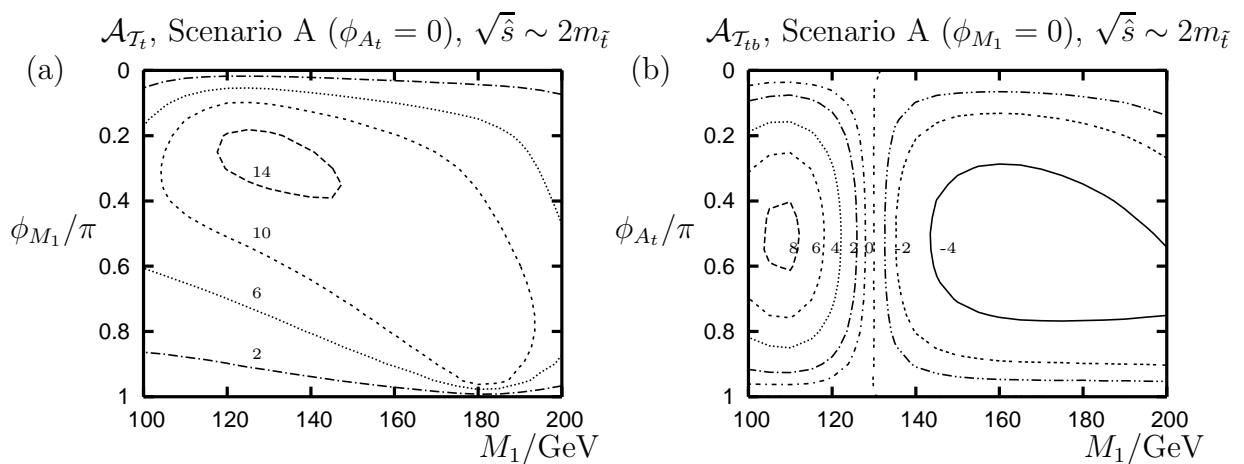 𝒜_{𝒯_t}, Scenario A (ϕ_{A_t} = 0), √ŝ ∼ 2m_{t̃}
(a)
0
0.2
0.4
ϕ_{M_1}/π
0.6
0.8
1
14
10
6
2
100 120 140 160 180 200
M_1/GeV
𝒜_{𝒯_{tb}}, Scenario A (ϕ_{M_1} = 0), √ŝ ∼ 2m_{t̃}
(b)
0
0.2
0.4
ϕ_{A_t}/π
0.6
0.8
1
8 6 4 2 0 -2 -4
100 120 140 160 180 200
M_1/GeV